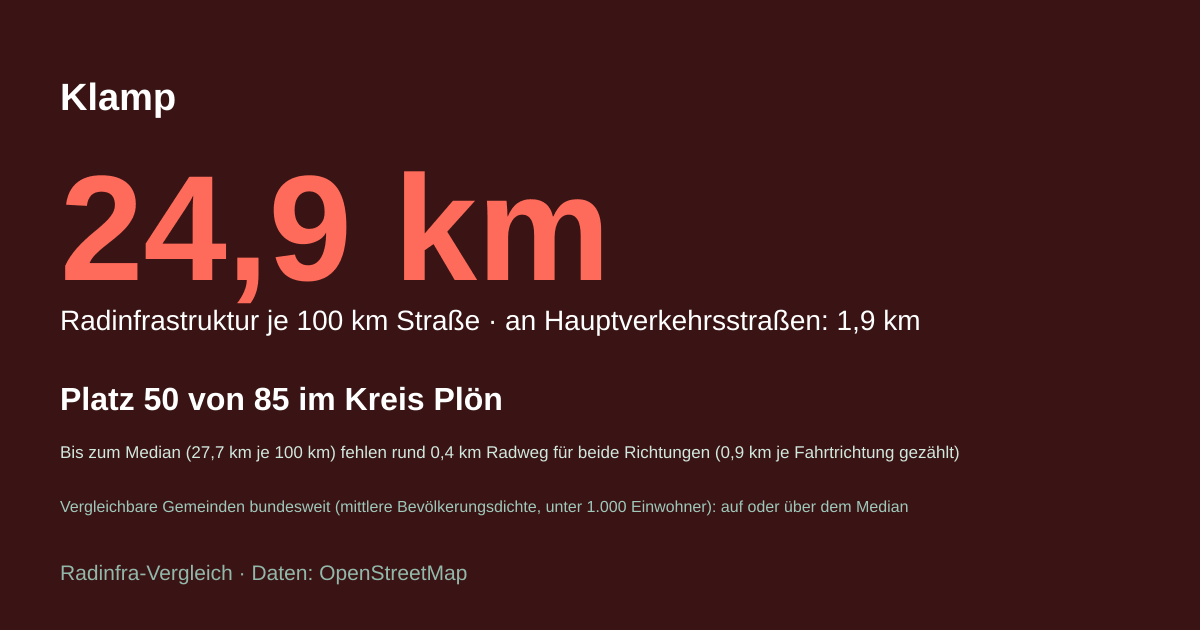 Klamp
24,9 km
Radinfrastruktur je 100 km Straße · an Hauptverkehrsstraßen: 1,9 km
Platz 50 von 85 im Kreis Plön
Bis zum Median (27,7 km je 100 km) fehlen rund 0,4 km Radweg für beide Richtungen (0,9 km je Fahrtrichtung gezählt)
Vergleichbare Gemeinden bundesweit (mittlere Bevölkerungsdichte, unter 1.000 Einwohner): auf oder über dem Median
Radinfra-Vergleich · Daten: OpenStreetMap